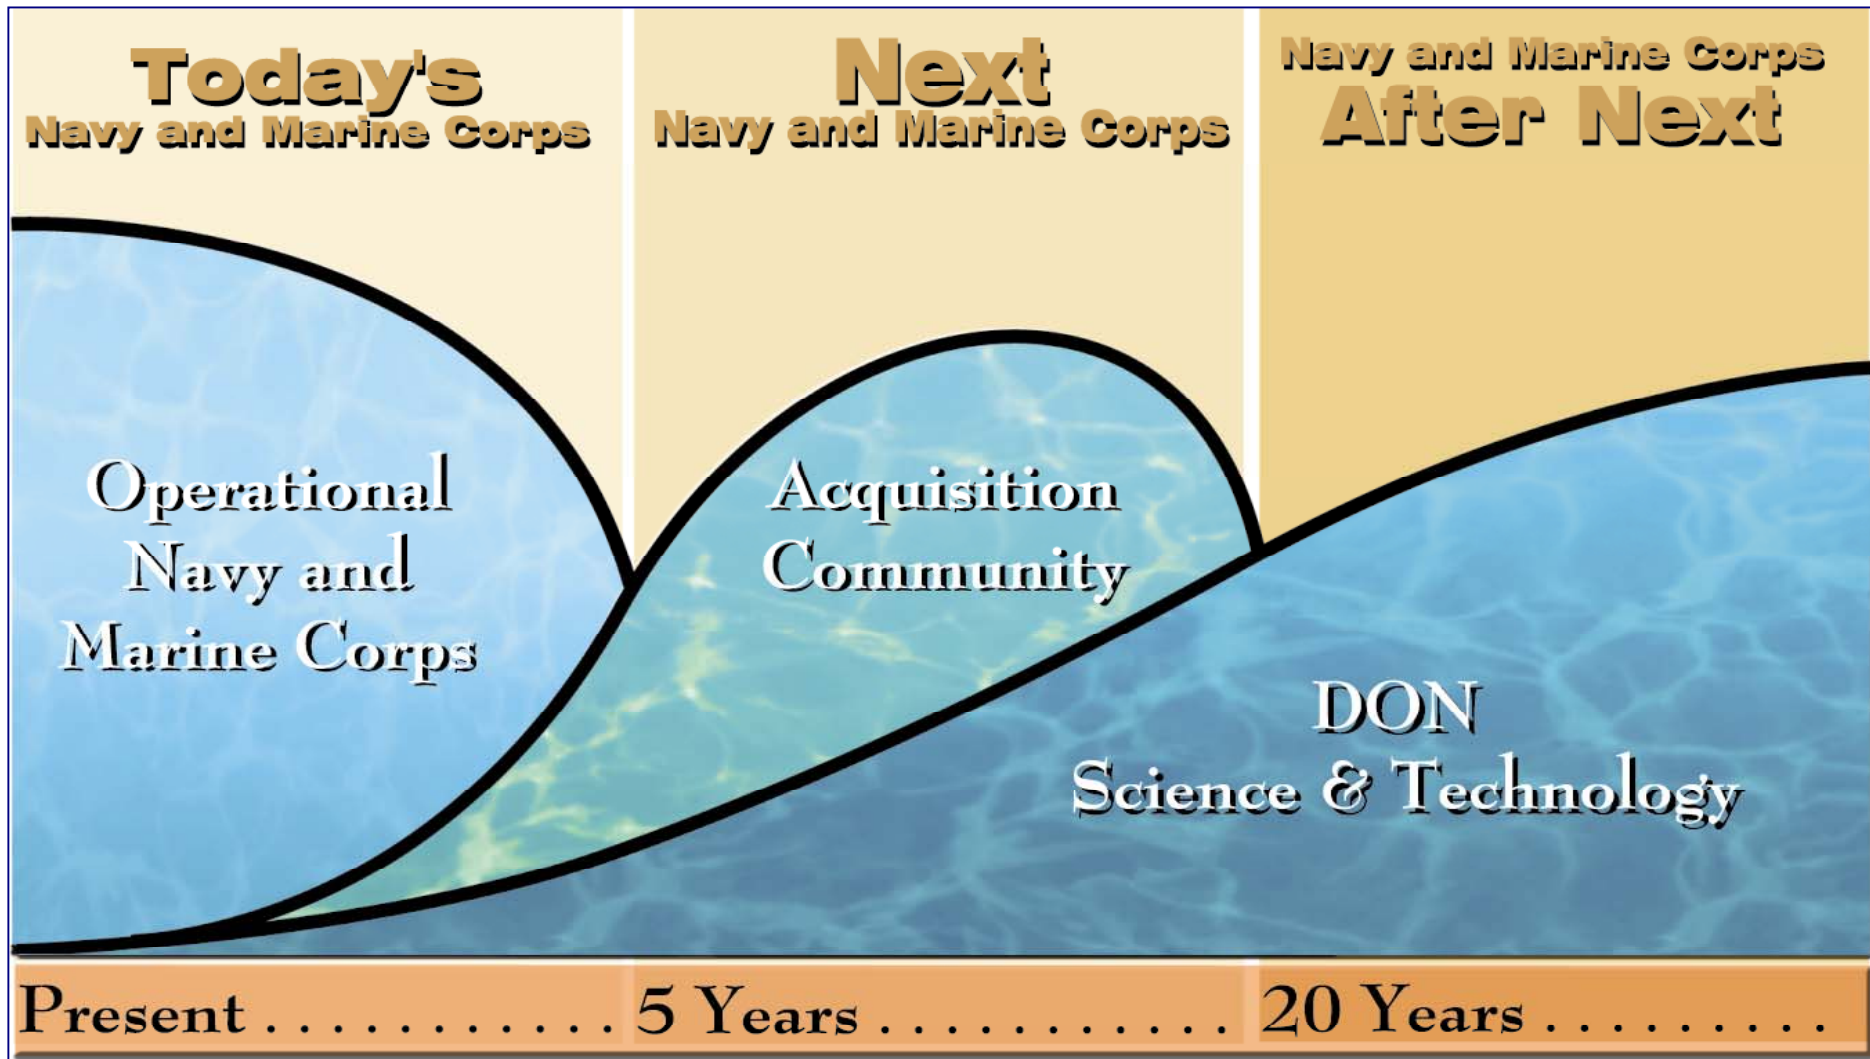 Today's
Navy and Marine Corps
Next
Navy and Marine Corps
Navy and Marine Corps
After Next
Operational
Navy and
Marine Corps
Acquisition
Community
DON
Science & Technology
Present . . . . . . . . . . . .
5 Years . . . . . . . . . . . .
20 Years . . . . . . . . . .